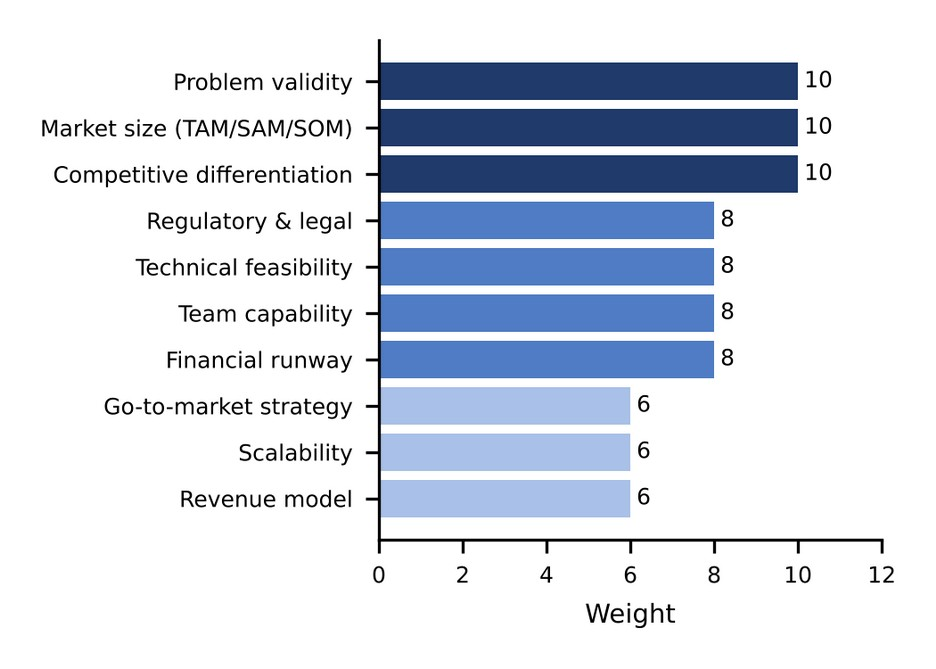 Problem validity 10
Market size (TAM/SAM/SOM) 10
Competitive differentiation 10
Regulatory & legal 8
Technical feasibility 8
Team capability 8
Financial runway 8
Go-to-market strategy 6
Scalability 6
Revenue model 6
0 2 4 6 8 10 12
Weight